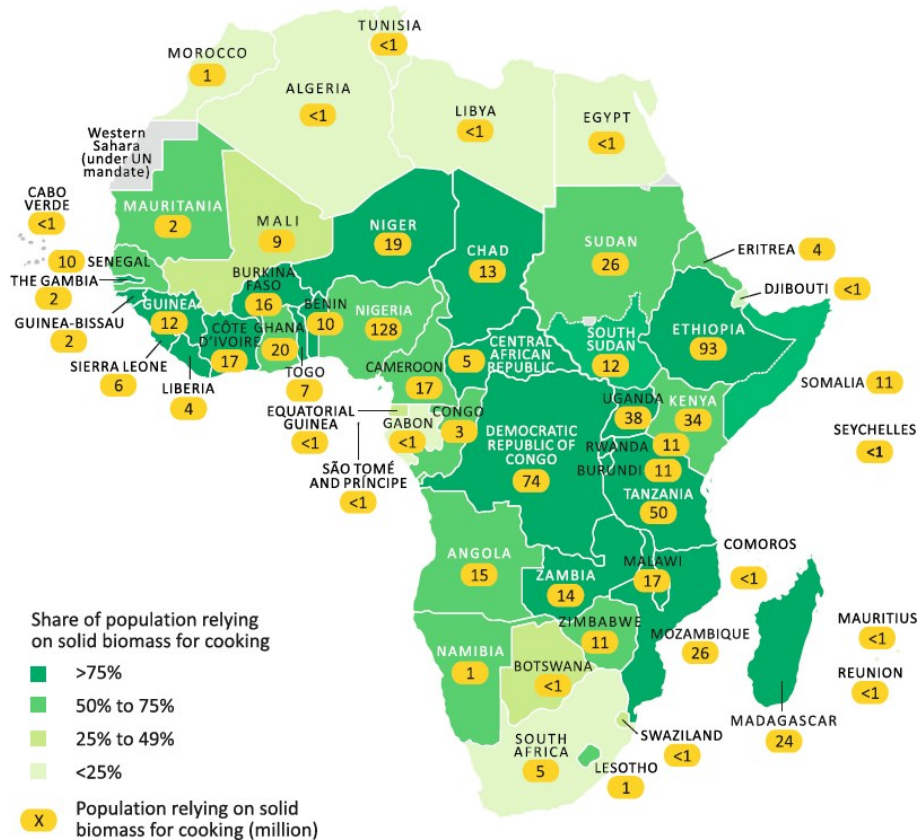 TUNISIA
<1
MOROCCO
1
ALGERIA
<1
LIBYA
<1
EGYPT
<1
Western
Sahara
(under UN
mandate)
CABO
VERDE
<1
MAURITANIA
2
MALI
9
NIGER
19
CHAD
13
SUDAN
26
ERITREA 4
DJIBOUTI <1
10 SENEGAL
THE GAMBIA
2
GUINEA-BISSAU
2
GUINEA
12
SIERRA LEONE
6
LIBERIA
4
CÔTE
D'IVOIRE
17
BURKINA
FASO
16
GHANA
20
TOGO
7
BENIN
10
NIGERIA
128
CAMEROON
17
CENTRAL
AFRICAN
REPUBLIC
5
SOUTH
SUDAN
12
ETHIOPIA
93
SOMALIA 11
SEYCHELLES
<1
EQUATORIAL
GUINEA
<1
GABON
<1
CONGO
3
SÃO TOMÉ
AND PRÍNCIPE
<1
DEMOCRATIC
REPUBLIC OF
CONGO
74
UGANDA
38
KENYA
34
RWANDA 11
BURUNDI 11
TANZANIA
50
COMOROS
<1
ANGOLA
15
ZAMBIA
14
MALAWI
17
MOZAMBIQUE
26
ZIMBABWE
11
NAMIBIA
1
BOTSWANA
<1
MAURITIUS
<1
REUNION
<1
MADAGASCAR
24
SWAZILAND
<1
SOUTH
AFRICA
5
LESOTHO
1
Share of population relying
on solid biomass for cooking
>75%
50% to 75%
25% to 49%
<25%
X Population relying on solid
biomass for cooking (million)